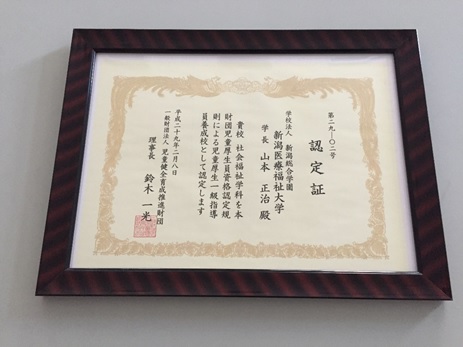 第二九-〇二号
認定証
学校法人 新潟総合学園
新潟医療福祉大学
学長 山本 正治 殿
貴校 社会福祉学科を本
財団児童厚生員資格認定規
則による児童厚生一級指導
員養成校として認定します
平成二十九年二月八日
一般財団法人 児童健全育成推進財団
理事長 鈴木 一光